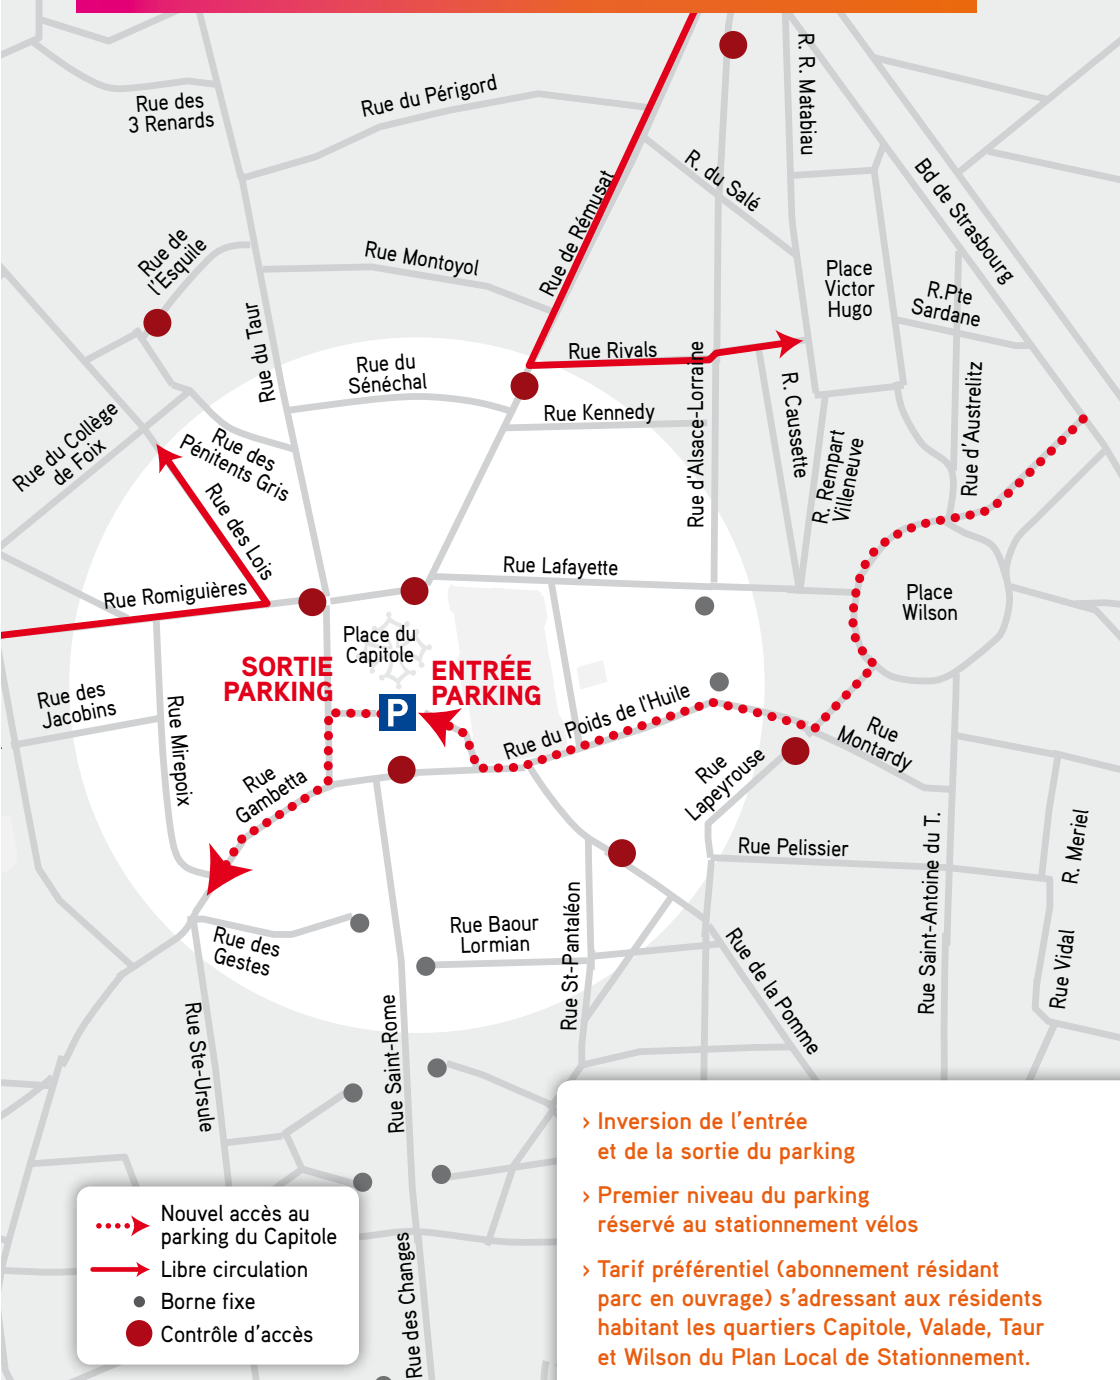 Rue des
3 Renards
Rue du Périgord
R. R. Matabiau
R. du Salé
Bd de Strasbourg
Rue de
l'Esquile
Rue Montoyol
Rue de Rémusat
Place
Victor
Hugo
R.Pte
Sardane
Rue du Taur
Rue du
Sénéchal
Rue Rivals
Rue d'Alsace-Lorraine
R. Caussette
Rue d'Austrelitz
Rue Kennedy
Rue du Collège
de Foix
Rue des
Pénitents Gris
R. Rempart
Villeneuve
Rue des Lois
Rue Lafayette
Rue Romiguières
Place
Wilson
Place du
Capitole
SORTIE
PARKING
ENTRÉE
PARKING
P
Rue des
Jacobins
Rue Mirepoix
Rue du Poids de l'Huile
Rue
Montardy
Rue
Gambetta
Rue
Lapeyrouse
Rue Pelissier
Rue Saint-Antoine du T.
R. Meriel
Rue Baour
Lormian
Rue St-Pantaléon
Rue des
Gestes
Rue de la Pomme
Rue Vidal
Rue Ste-Ursule
Rue Saint-Rome
Rue des Changes
Nouvel accès au
parking du Capitole
Libre circulation
Borne fixe
Contrôle d'accès
› Inversion de l'entrée
et de la sortie du parking
› Premier niveau du parking
réservé au stationnement vélos
› Tarif préférentiel (abonnement résidant
parc en ouvrage) s'adressant aux résidents
habitant les quartiers Capitole, Valade, Taur
et Wilson du Plan Local de Stationnement.